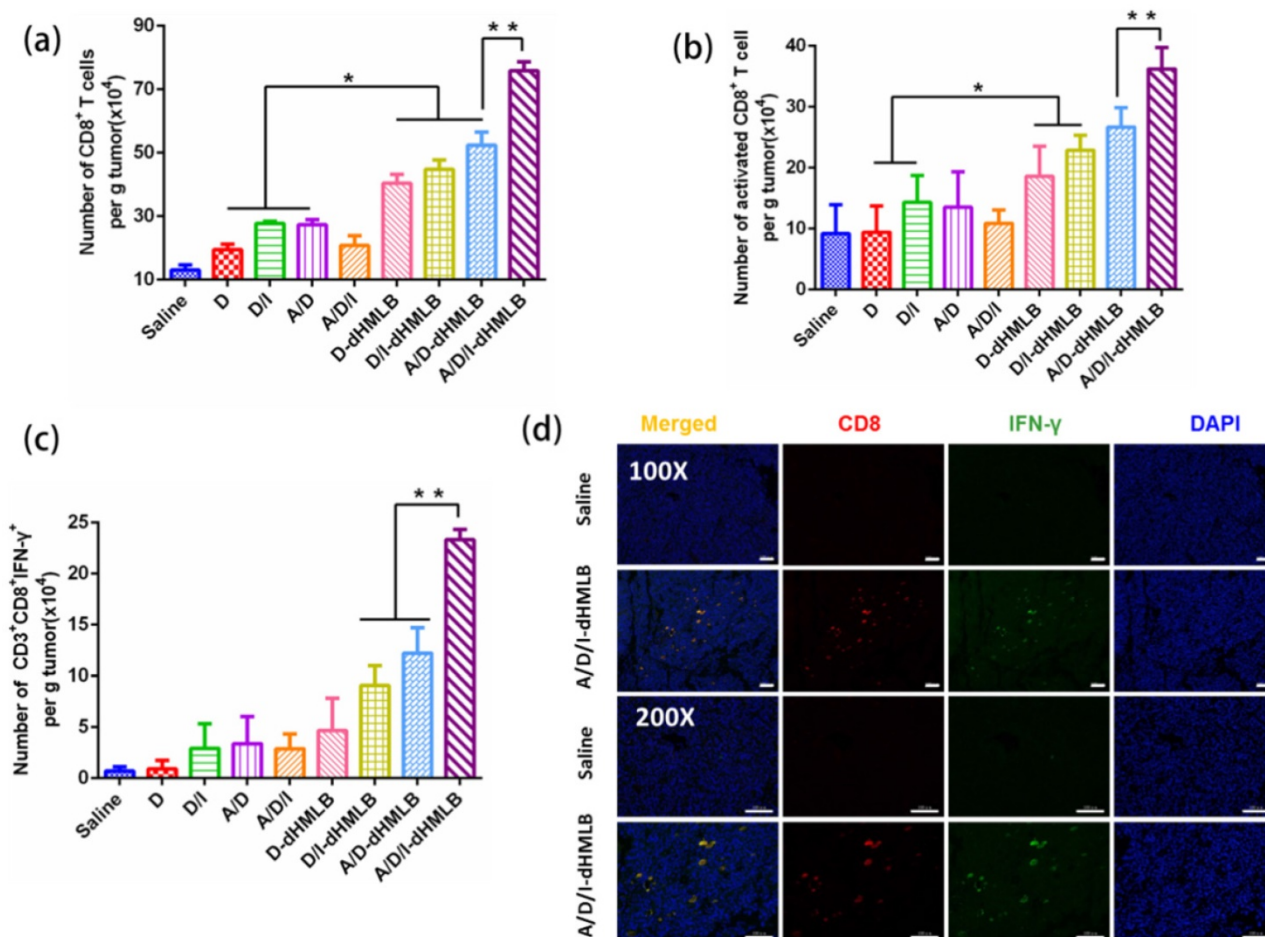 (a)
Number of CD8⁺ T cells
per g tumor(x10⁴)
90
70
50
30
10
*
* *
Saline
D
D/I
A/D
A/D/I
D-dHMLB
D/I-dHMLB
A/D-dHMLB
A/D/I-dHMLB
(b)
Number of activated CD8⁺ T cell
per g tumor(x10⁴)
40
30
20
10
0
*
* *
Saline
D
D/I
A/D
A/D/I
D-dHMLB
D/I-dHMLB
A/D-dHMLB
A/D/I-dHMLB
(c)
Number of CD3⁺CD8⁺IFN-γ⁺
per g tumor(x10⁴)
25
20
15
10
5
0
* *
Saline
D
D/I
A/D
A/D/I
D-dHMLB
D/I-dHMLB
A/D-dHMLB
A/D/I-dHMLB
(d)
Merged
CD8
IFN-γ
DAPI
Saline
100X
A/D/I-dHMLB
Saline
200X
A/D/I-dHMLB